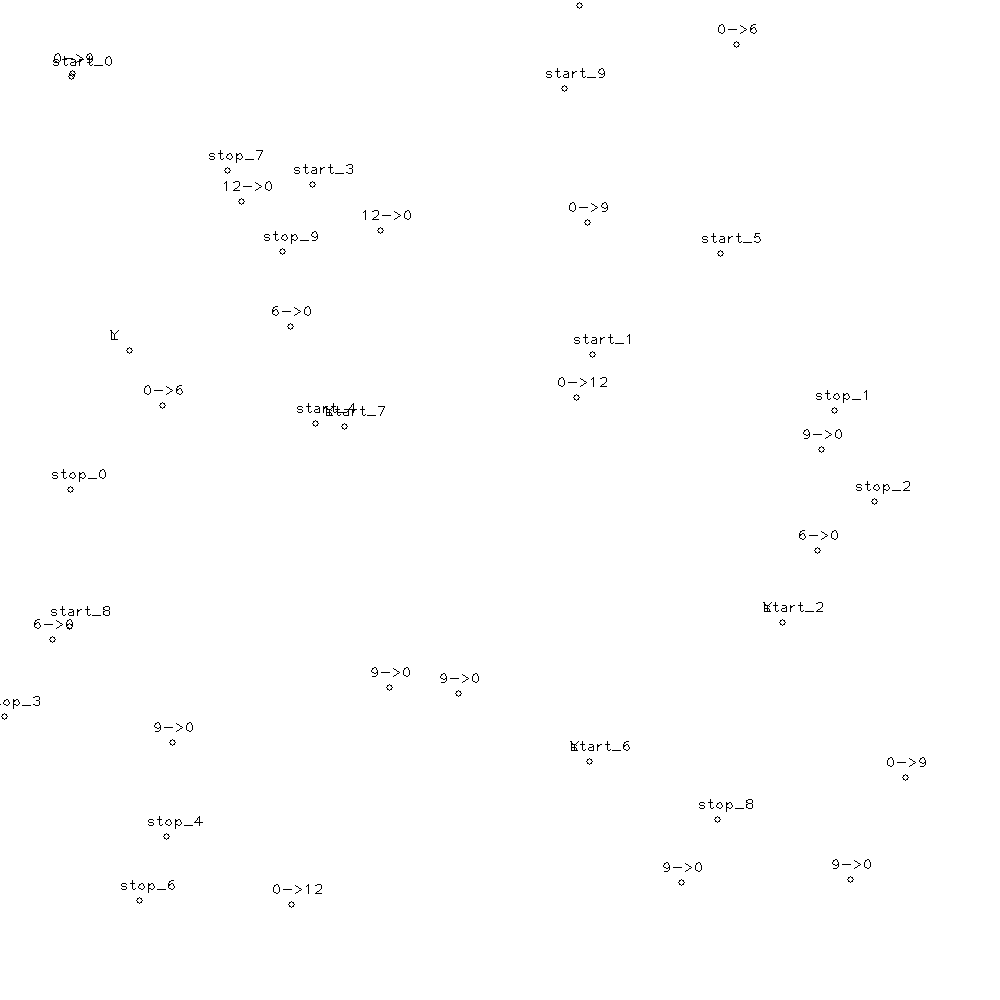 0->6
0->9
start_0
start_9
stop_7
start_3
12->0
0->9
12->0
stop_9
start_5
6->0
Y
start_1
0->12
0->6
stop_1
start_4
start_7
9->0
stop_0
stop_2
6->0
start_8
start_2
6->0
9->0
9->0
op_3
9->0
start_6
0->9
stop_8
stop_4
9->0
9->0
stop_6
0->12